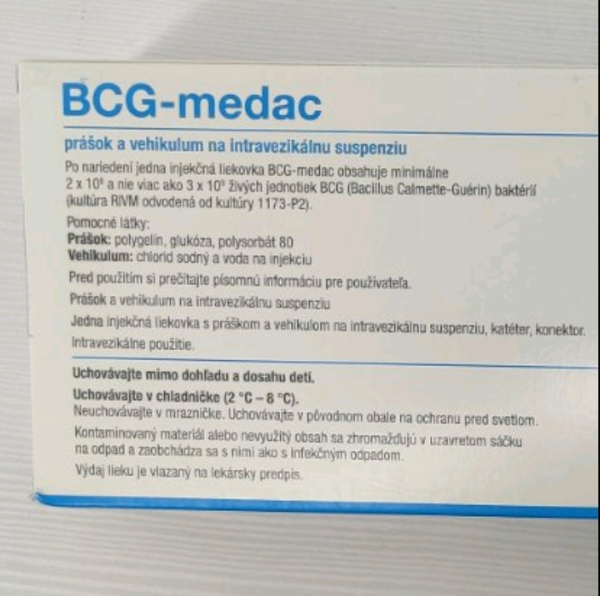 BCG-medac
prášok a vehikulum na intravezikálnu suspenziu
Po nariedení jedna injekčná liekovka BCG-medac obsahuje minimálne
2 x 10⁸ a nie viac ako 3 x 10⁹ živých jednotiek BCG (Bacillus Calmette-Guérin) baktérií
(kultúra RIVM odvodená od kultúry 1173-P2).
Pomocné látky:
Prášok: polygelín, glukóza, polysorbát 80
Vehikulum: chlorid sodný a voda na injekciu
Pred použitím si prečítajte písomnú informáciu pre používateľa.
Prášok a vehikulum na intravezikálnu suspenziu
Jedna injekčná liekovka s práškom a vehikulom na intravezikálnu suspenziu, katéter, konektor.
Intravezikálne použitie.
Uchovávajte mimo dohľadu a dosahu detí.
Uchovávajte v chladničke (2 °C – 8 °C).
Neuchovávajte v mrazničke. Uchovávajte v pôvodnom obale na ochranu pred svetlom.
Kontaminovaný materiál alebo nevyužitý obsah sa zhromažďujú v uzavretom sáčku
na odpad a zaobchádza sa s nimi ako s infekčným odpadom.
Výdaj lieku je viazaný na lekársky predpis.